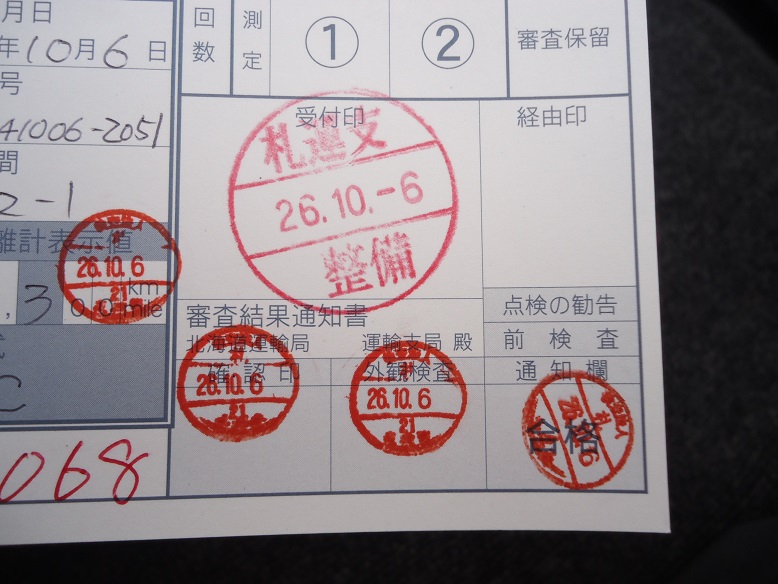 月日
年10月6日
回数
測定
①
②
審査保留
号
41006-2051
間
2-1
受付印
札運支
26.10.-6
整備
経由印
離計表示値
26.10.6
21
,300
km
mile
審査結果通知書
北海道運輸局
運輸支局 殿
点検の勧告
前検査
通知欄
確認印
外観検査
26.10.6
21
26.10.6
21
26.10.6
合格
C
068